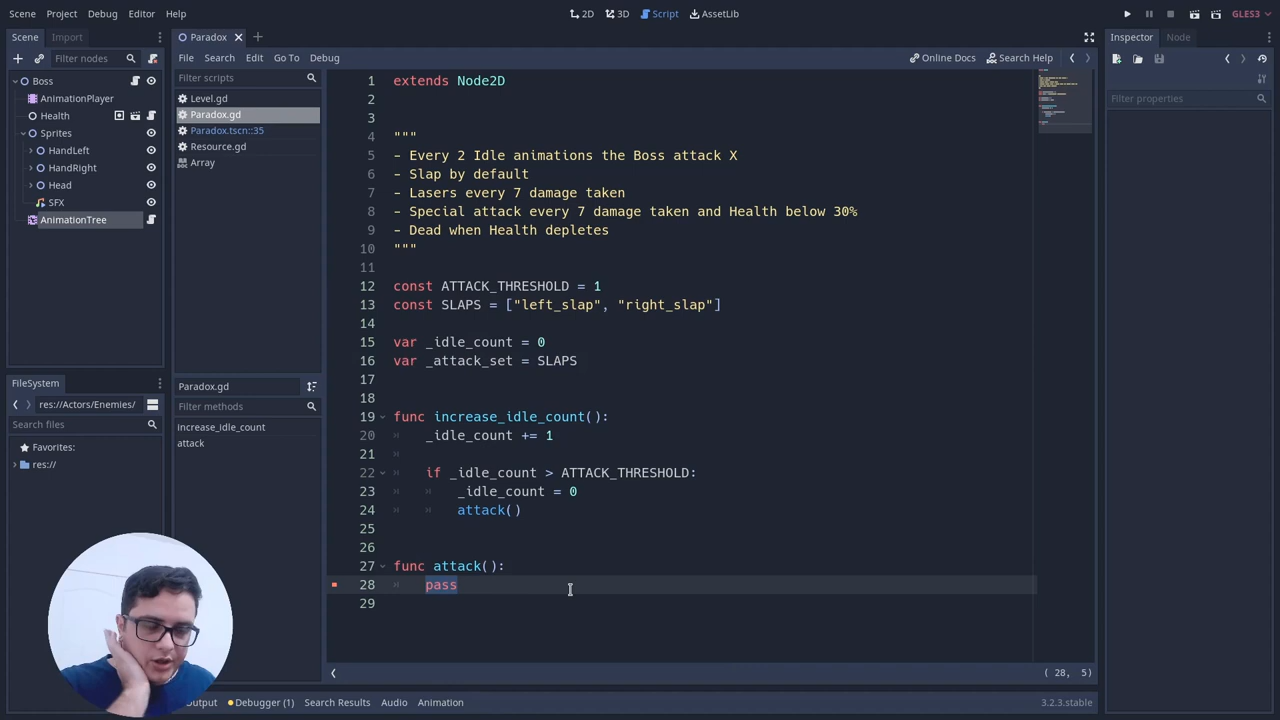 Scene Project Debug Editor Help
2D 3D Script AssetLib
GLES3
Scene Import
Filter nodes
Boss
AnimationPlayer
Health
Sprites
HandLeft
HandRight
Head
SFX
AnimationTree
FileSystem
res://Actors/Enemies/
Search files
Favorites:
res://
Paradox
File Search Edit Go To Debug
Online Docs Search Help
Filter scripts
Level.gd
Paradox.gd
Paradox.tscn::35
Resource.gd
Array
Paradox.gd
Filter methods
increase_idle_count
attack
1 extends Node2D
2
3
4 """
5 - Every 2 Idle animations the Boss attack X
6 - Slap by default
7 - Lasers every 7 damage taken
8 - Special attack every 7 damage taken and Health below 30%
9 - Dead when Health depletes
10 """
11
12 const ATTACK_THRESHOLD = 1
13 const SLAPS = ["left_slap", "right_slap"]
14
15 var _idle_count = 0
16 var _attack_set = SLAPS
17
18
19 func increase_idle_count():
20 _idle_count += 1
21
22 if _idle_count > ATTACK_THRESHOLD:
23 _idle_count = 0
24 attack()
25
26
27 func attack():
28 pass
29
( 28, 5)
Debugger (1) Search Results Audio Animation
3.2.3.stable
Inspector Node
Filter properties